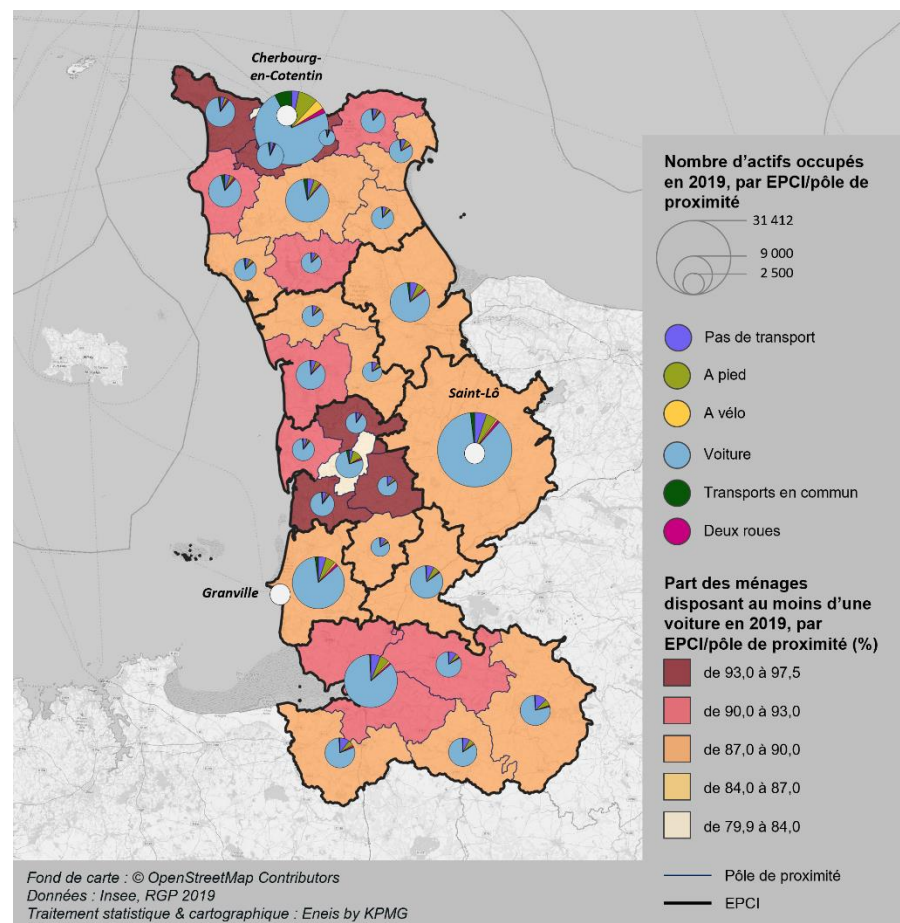 Cherbourg-
en-Cotentin
Saint-Lô
Granville
Nombre d’actifs occupés
en 2019, par EPCI/pôle de
proximité
31 412
9 000
2 500
Pas de transport
A pied
A vélo
Voiture
Transports en commun
Deux roues
Part des ménages
disposant au moins d’une
voiture en 2019, par
EPCI/pôle de proximité (%)
de 93,0 à 97,5
de 90,0 à 93,0
de 87,0 à 90,0
de 84,0 à 87,0
de 79,9 à 84,0
Pôle de proximité
EPCI
Fond de carte : © OpenStreetMap Contributors
Données : Insee, RGP 2019
Traitement statistique & cartographique : Eneis by KPMG